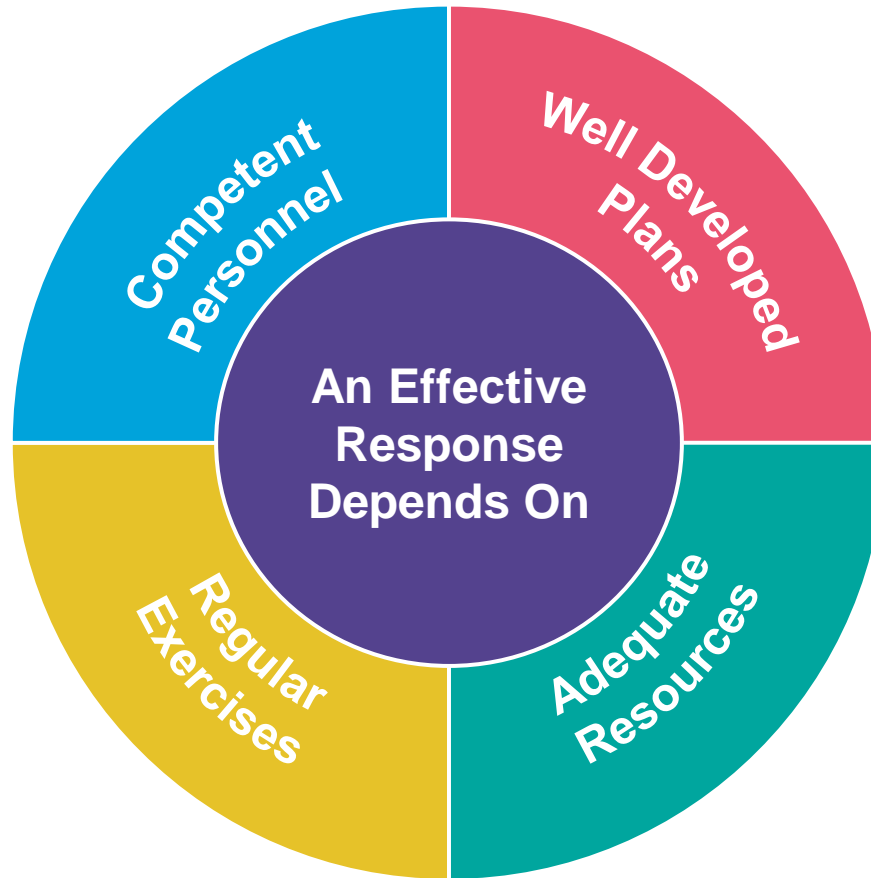 An Effective
Response
Depends On
Well Developed
Plans
Adequate
Resources
Regular
Exercises
Competent
Personnel